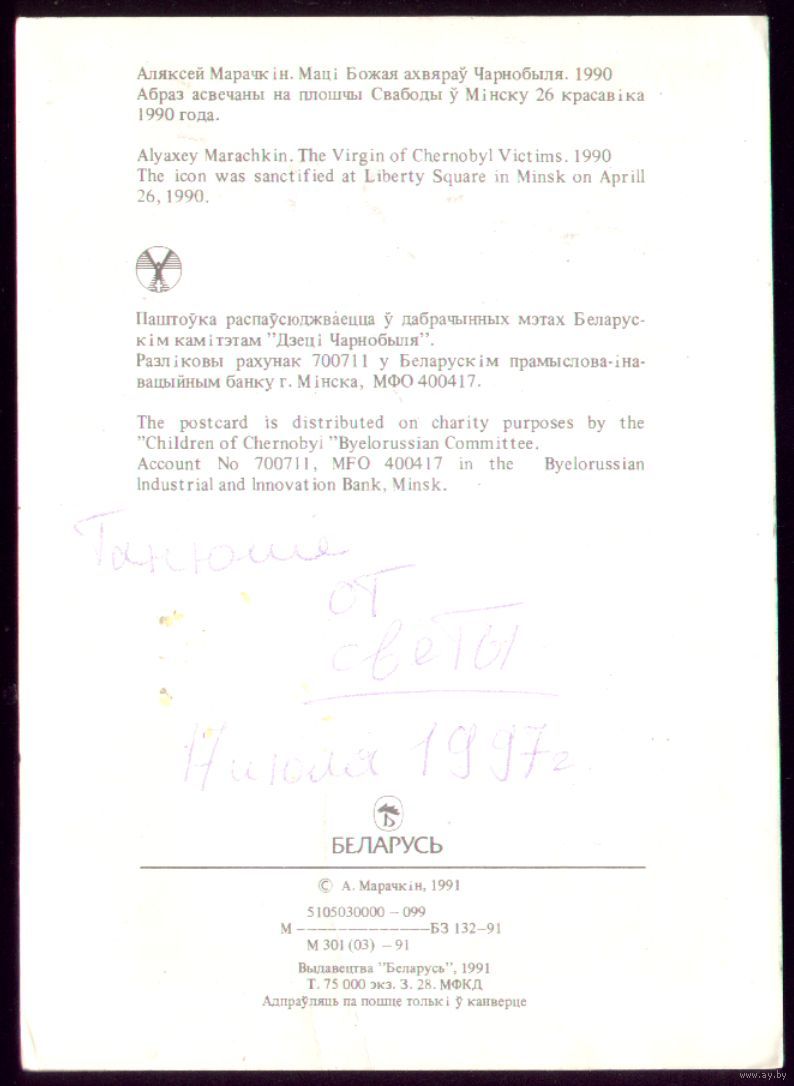 Аляксей Марачкін. Маці Божая ахвяраў Чарнобыля. 1990
Абраз асвечаны на плошчы Свабоды ў Мінску 26 красавіка
1990 года.
Alyaxey Marachkin. The Virgin of Chernobyl Victims. 1990
The icon was sanctified at Liberty Square in Minsk on Aprill
26, 1990.
Паштоўка распаўсюджваецца ў дабрачынных мэтах Беларус-
кім камітэтам "Дзеці Чарнобыля".
Разліковы рахунак 700711 у Беларускім прамыслова-іна-
вацыйным банку г. Мінска, МФО 400417.
The postcard is distributed on charity purposes by the
"Children of Chernobyi "Byelorussian Committee.
Account No 700711, MFO 400417 in the Byelorussian
Industrial and Innovation Bank, Minsk.
Танюше
от
светы
17 июля 1997г.
БЕЛАРУСЬ
© А. Марачкін, 1991
5105030000 – 099
М ––––––––––––– БЗ 132–91
М 301 (03) – 91
Выдавецтва "Беларусь", 1991
Т. 75 000 экз. З. 28. МФКД
Адпраўляць па пошце толькі ў канверце
www.ay.by